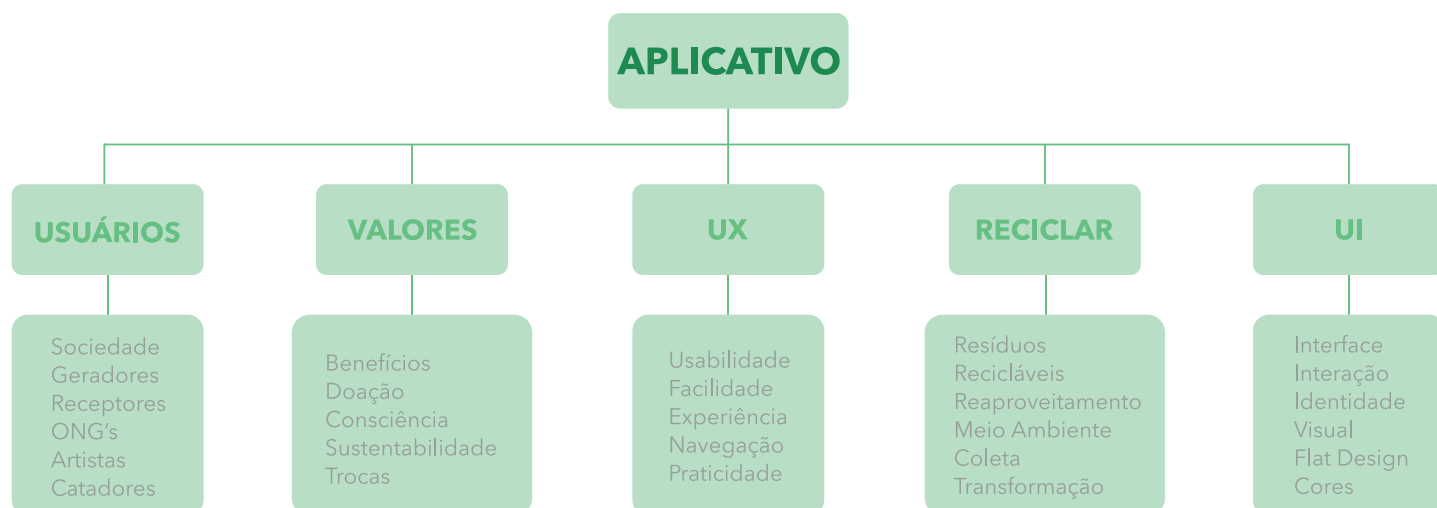 APLICATIVO
USUÁRIOS
Sociedade
Geradores
Receptores
ONG's
Artistas
Catadores
VALORES
Benefícios
Doação
Consciência
Sustentabilidade
Trocas
UX
Usabilidade
Facilidade
Experiência
Navegação
Praticidade
RECICLAR
Resíduos
Recicláveis
Reaproveitamento
Meio Ambiente
Coleta
Transformação
UI
Interface
Interação
Identidade
Visual
Flat Design
Cores